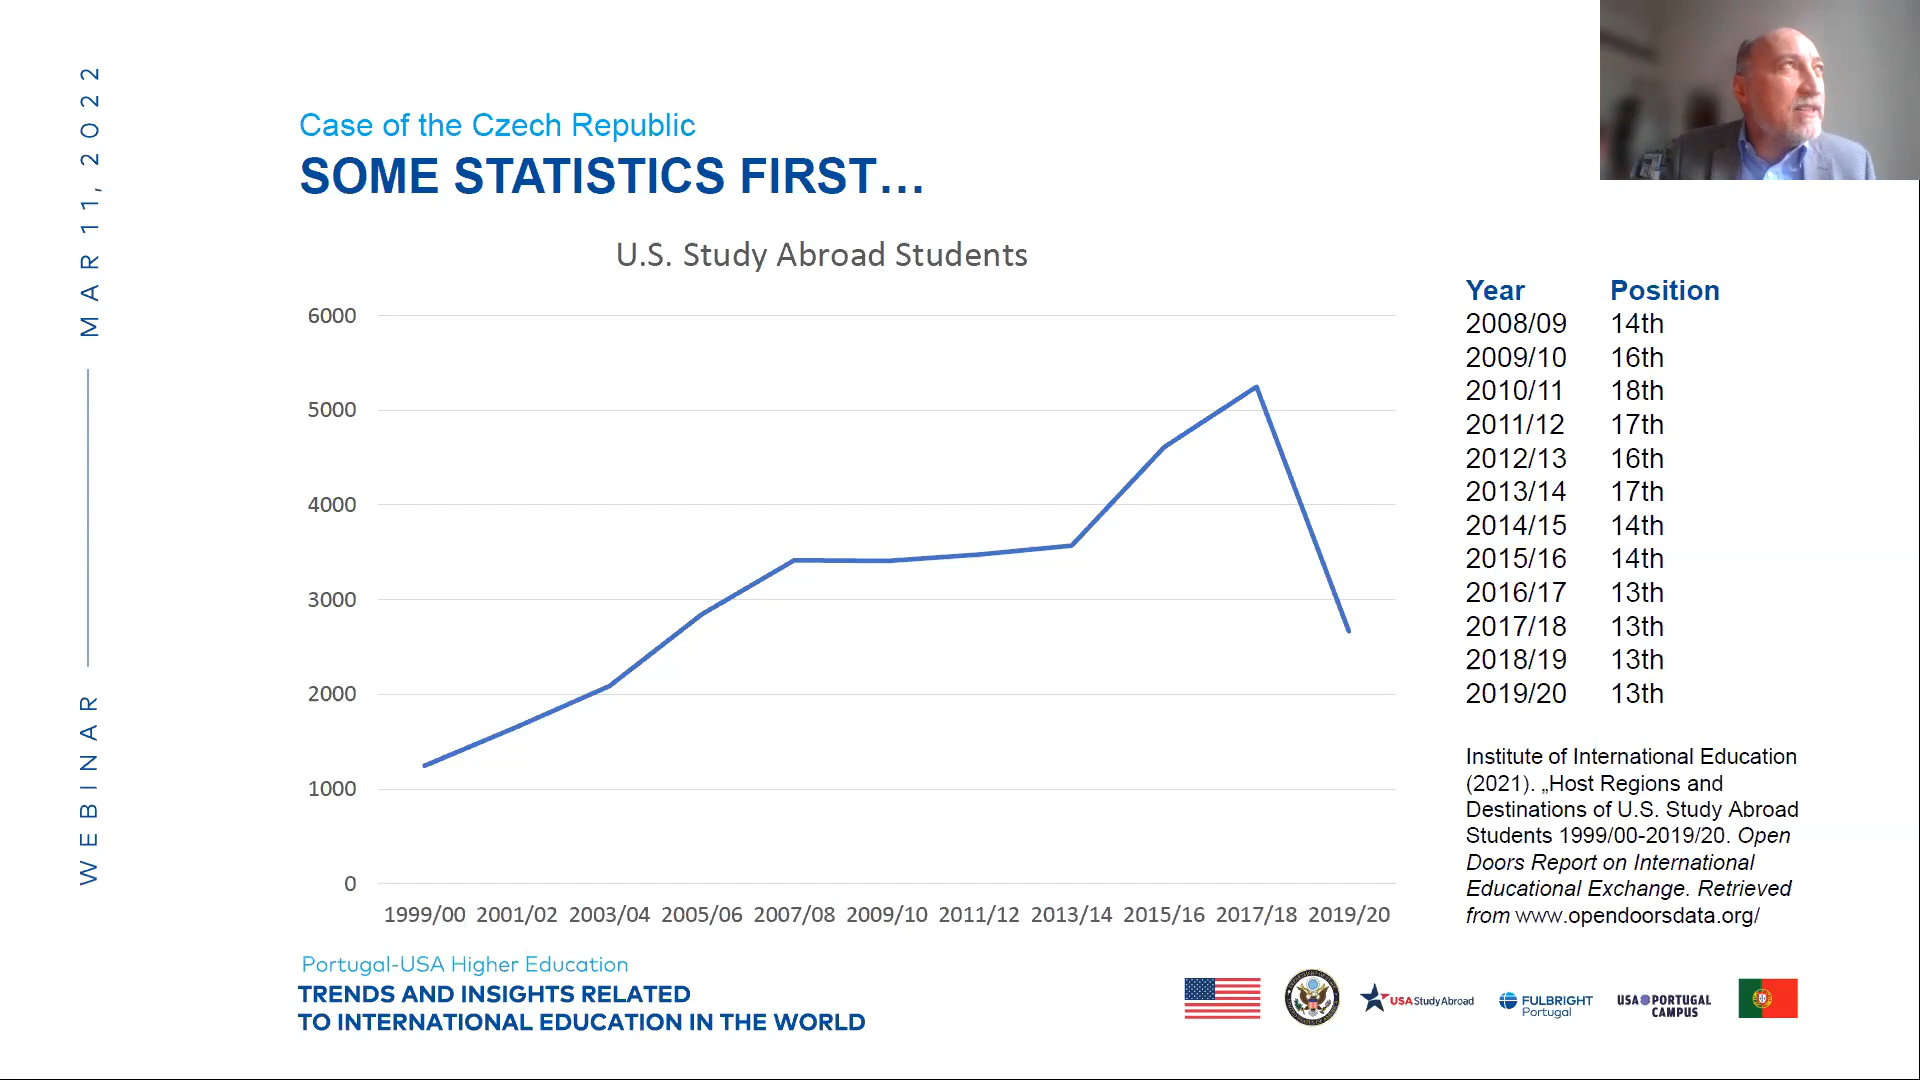 MAR 11, 2022
WEBINAR
Case of the Czech Republic
SOME STATISTICS FIRST…
U.S. Study Abroad Students
6000
5000
4000
3000
2000
1000
0
1999/00 2001/02 2003/04 2005/06 2007/08 2009/10 2011/12 2013/14 2015/16 2017/18 2019/20
Year Position
2008/09 14th
2009/10 16th
2010/11 18th
2011/12 17th
2012/13 16th
2013/14 17th
2014/15 14th
2015/16 14th
2016/17 13th
2017/18 13th
2018/19 13th
2019/20 13th
Institute of International Education
(2021). „Host Regions and
Destinations of U.S. Study Abroad
Students 1999/00-2019/20. Open
Doors Report on International
Educational Exchange. Retrieved
from www.opendoorsdata.org/
Portugal-USA Higher Education
TRENDS AND INSIGHTS RELATED
TO INTERNATIONAL EDUCATION IN THE WORLD
USA StudyAbroad
FULBRIGHT
Portugal
USA PORTUGAL
CAMPUS